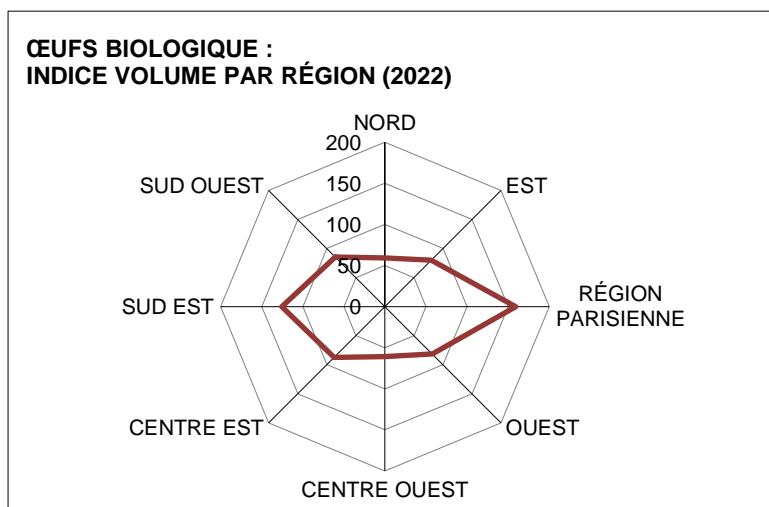 ŒUFS BIOLOGIQUE :
INDICE VOLUME PAR RÉGION (2022)
NORD
200
150
100
50
0
EST
RÉGION
PARISIENNE
OUEST
CENTRE OUEST
CENTRE EST
SUD EST
SUD OUEST